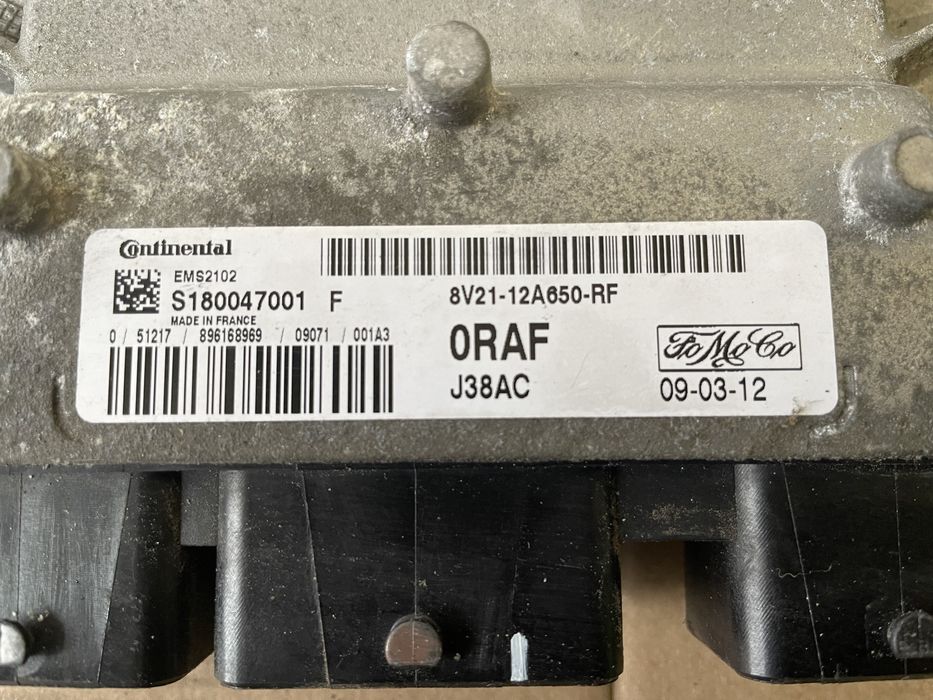 Continental
EMS2102
S180047001 F
MADE IN FRANCE
0 / 51217 / 896168969 / 09071 / 001A3
8V21-12A650-RF
0RAF
J38AC
FoMoCo
09-03-12